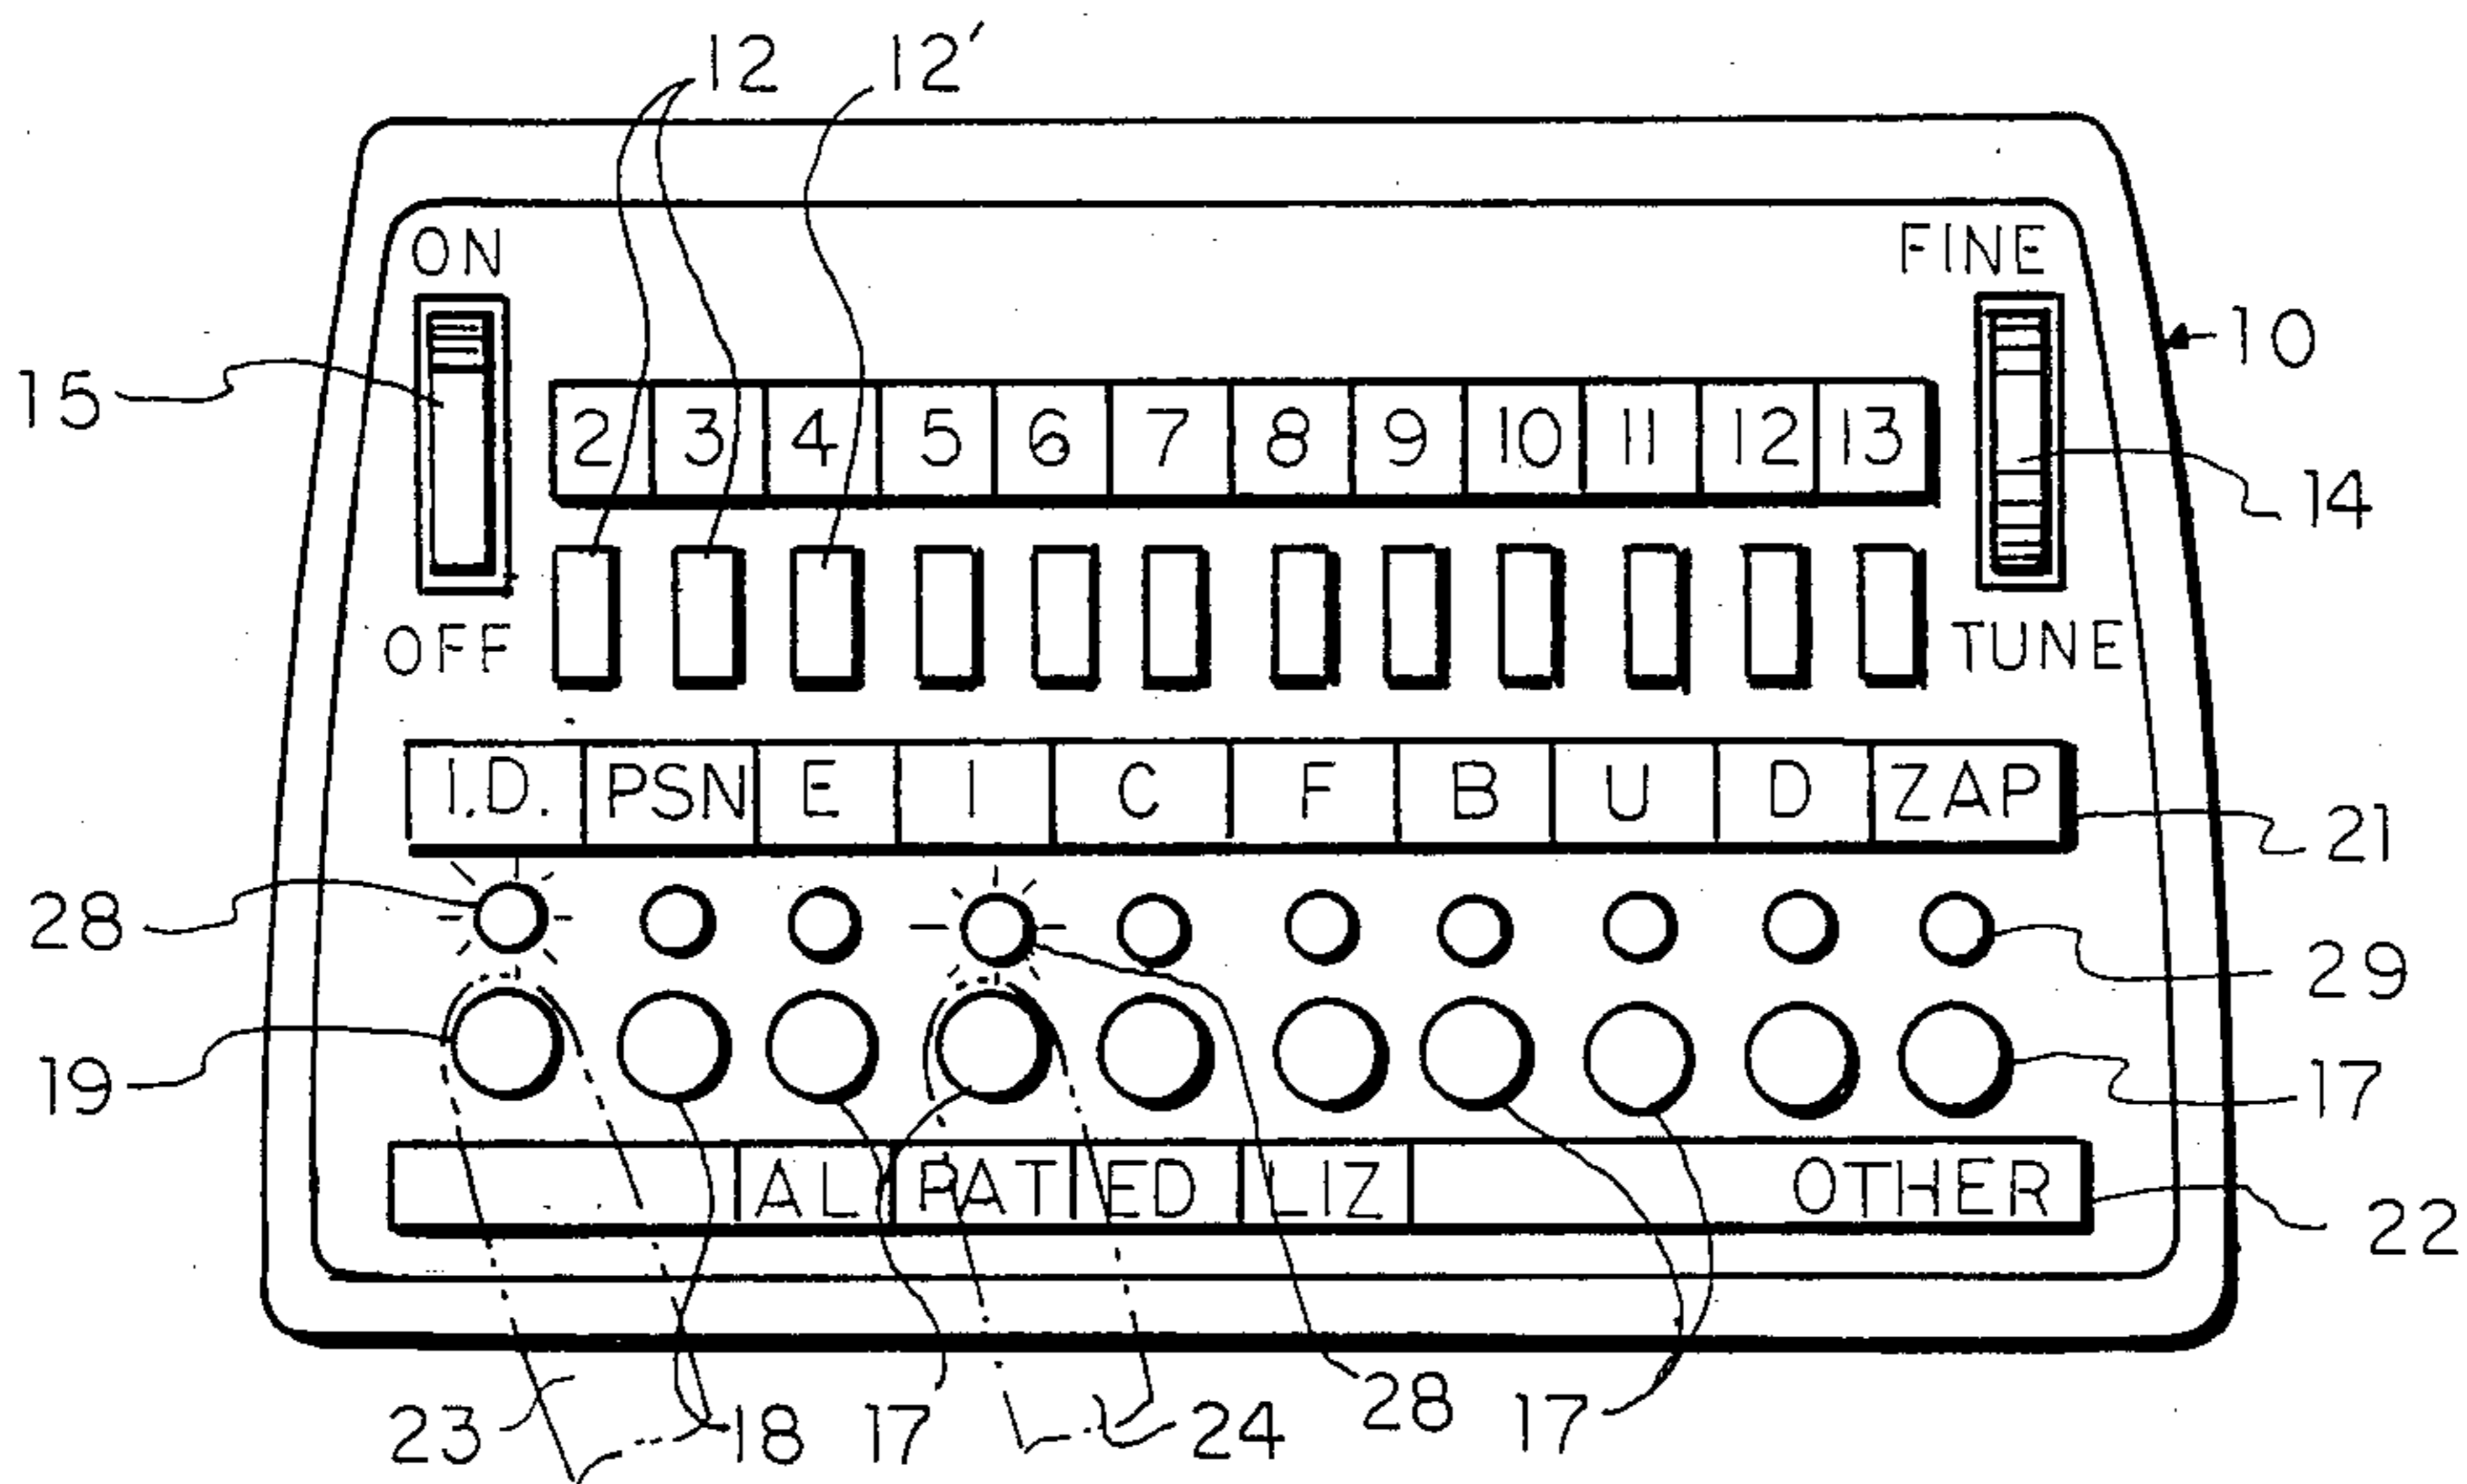 12 12′
ON FINE
10
15
2 3 4 5 6 7 8 9 10 11 12 13
14
OFF TUNE
I.D. PSN E I C F B U D ZAP
21
28
29
19
17
AL PAT ED LIZ OTHER
22
23 18 17 24 28 17